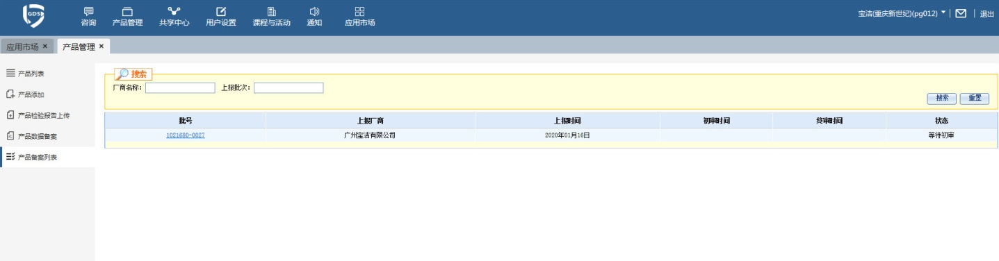 GDS
咨询 产品管理 共享中心 用户设置 课程与活动 通知 应用市场
宝洁(重庆新世纪)(pg012) 退出
应用市场 × 产品管理 ×
产品列表
产品添加
产品检验报告上传
产品数据备案
产品备案列表
搜索
厂商名称: 上报批次:
搜索 重置
批号 上报厂商 上报时间 初审时间 终审时间 状态
1021680-0027 广州宝洁有限公司 2020年01月16日 等待初审